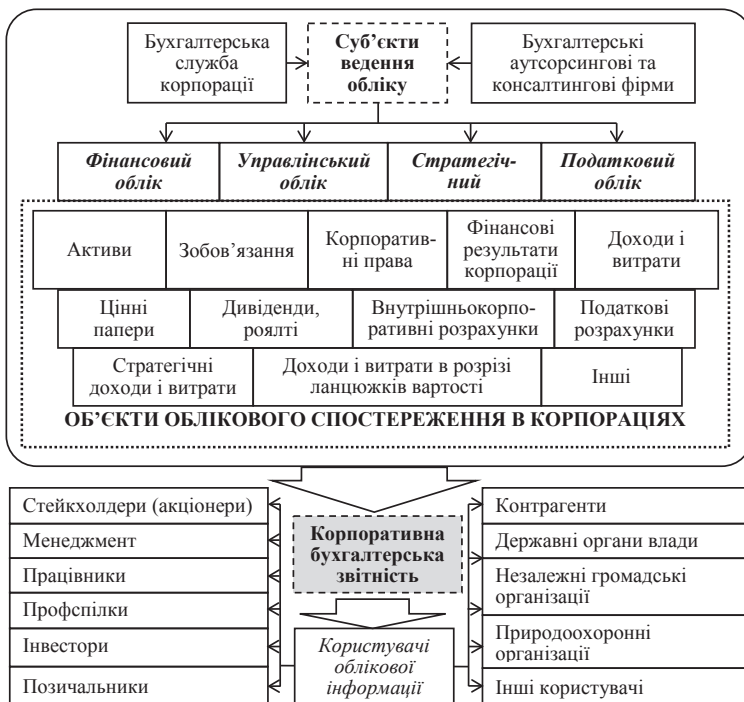 Бухгалтерська
служба
корпорації
Суб’єкти
ведення
обліку
Бухгалтерські
аутсорсингові та
консалтингові фірми
Фінансовий
облік
Управлінський
облік
Стратегіч-
ний
Податковий
облік
Активи
Зобов’язання
Корпоратив-
ні права
Фінансові
результати
корпорації
Доходи і
витрати
Цінні
папери
Дивіденди,
роялті
Внутрішньокорпо-
ративні розрахунки
Податкові
розрахунки
Стратегічні
доходи і витрати
Доходи і витрати в розрізі
ланцюжків вартості
Інші
ОБ’ЄКТИ ОБЛІКОВОГО СПОСТЕРЕЖЕННЯ В КОРПОРАЦІЯХ
Стейкхолдери (акціонери)
Менеджмент
Працівники
Профспілки
Інвестори
Позичальники
Корпоративна
бухгалтерська
звітність
Користувачі
облікової
інформації
Контрагенти
Державні органи влади
Незалежні громадські
організації
Природоохоронні
організації
Інші користувачі